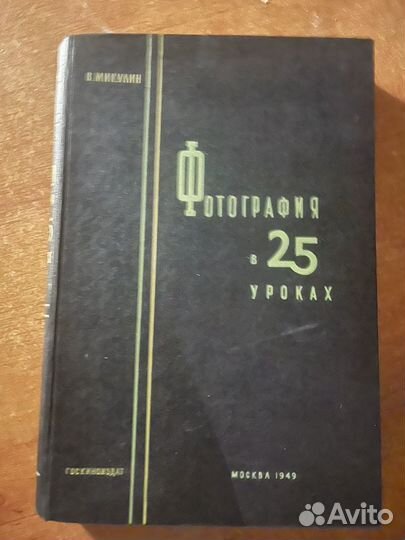 В. МИКУЛИН
ФОТОГРАФИЯ
В 25
УРОКАХ
ГОСКИНОИЗДАТ
МОСКВА 1949
Avito